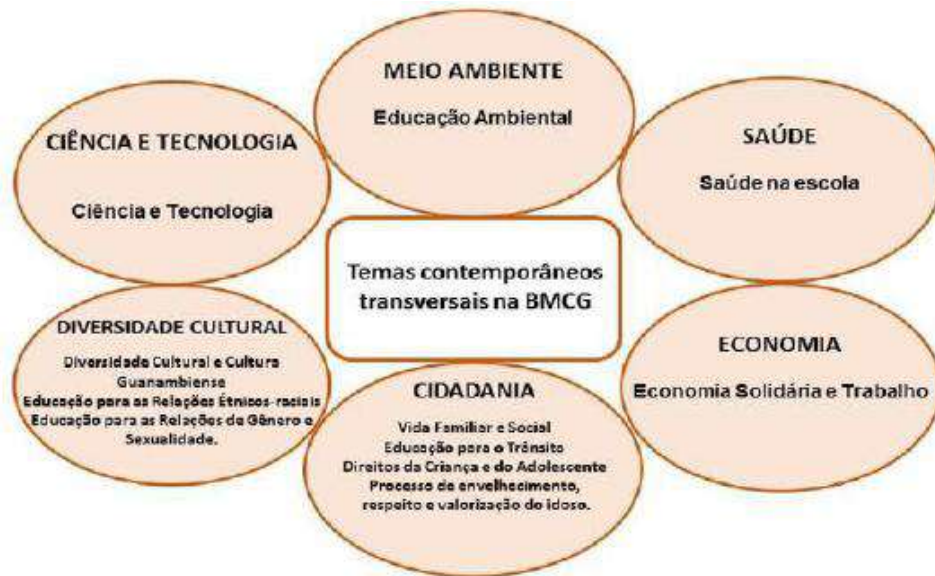 MEIO AMBIENTE
Educação Ambiental
CIÊNCIA E TECNOLOGIA
Ciência e Tecnologia
SAÚDE
Saúde na escola
Temas contemporâneos
transversais na BMCG
DIVERSIDADE CULTURAL
Diversidade Cultural e Cultura
Guanambiense
Educação para as Relações Étnicos-raciais
Educação para as Relações de Gênero e
Sexualidade.
CIDADANIA
Vida Familiar e Social
Educação para o Trânsito
Direitos da Criança e do Adolescente
Processo de envelhecimento,
respeito e valorização do idoso.
ECONOMIA
Economia Solidária e Trabalho